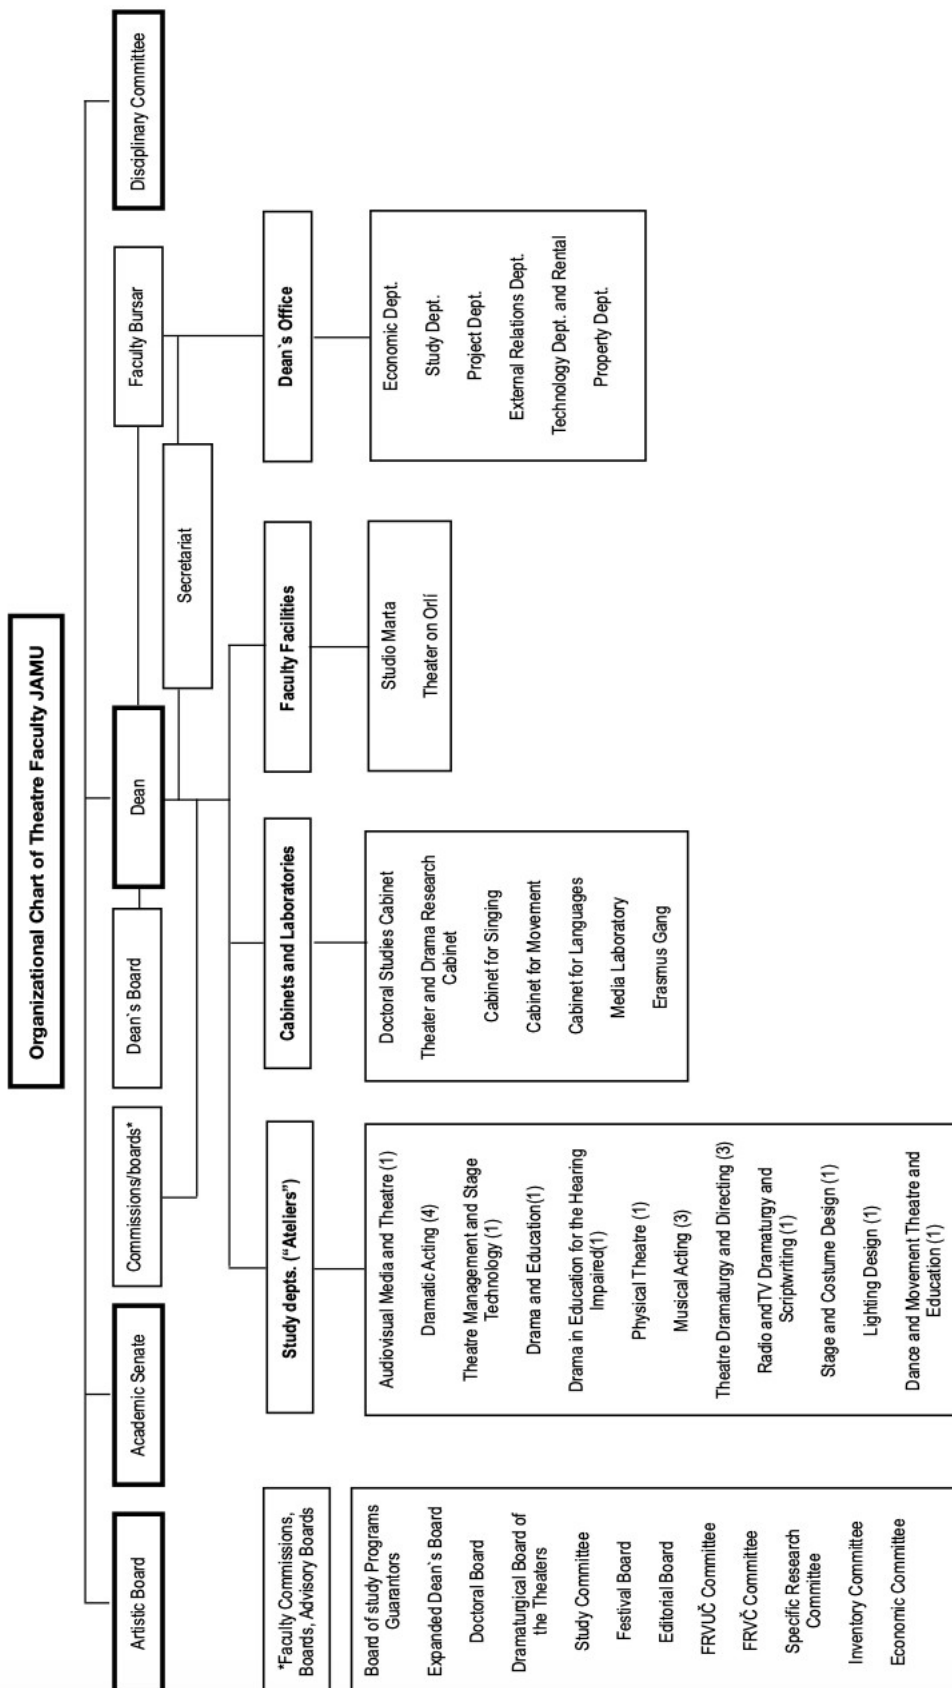 Organizational Chart of Theatre Faculty JAMU
Artistic Board
Academic Senate
Commissions/boards*
Dean`s Board
Dean
Faculty Bursar
Disciplinary Committee
Secretariat
*Faculty Commissions,
Boards, Advisory Boards
Study depts. (“Ateliers”)
Cabinets and Laboratories
Faculty Facilities
Dean`s Office
Board of study Programs
Guarantors
Expanded Dean`s Board
Doctoral Board
Dramaturgical Board of
the Theaters
Study Committee
Festival Board
Editorial Board
FRVUČ Committee
FRVČ Committee
Specific Research
Committee
Inventory Committee
Economic Committee
Audiovisual Media and Theatre (1)
Dramatic Acting (4)
Theatre Management and Stage
Technology (1)
Drama and Education(1)
Drama in Education for the Hearing
Impaired(1)
Physical Theatre (1)
Musical Acting (3)
Theatre Dramaturgy and Directing (3)
Radio andTV Dramaturgy and
Scriptwriting (1)
Stage and Costume Design (1)
Lighting Design (1)
Dance and Movement Theatre and
Education (1)
Doctoral Studies Cabinet
Theater and Drama Research
Cabinet
Cabinet for Singing
Cabinet for Movement
Cabinet for Languages
Media Laboratory
Erasmus Gang
Studio Marta
Theater on Orlí
Economic Dept.
Study Dept.
Project Dept.
External Relations Dept.
Technology Dept. and Rental
Property Dept.